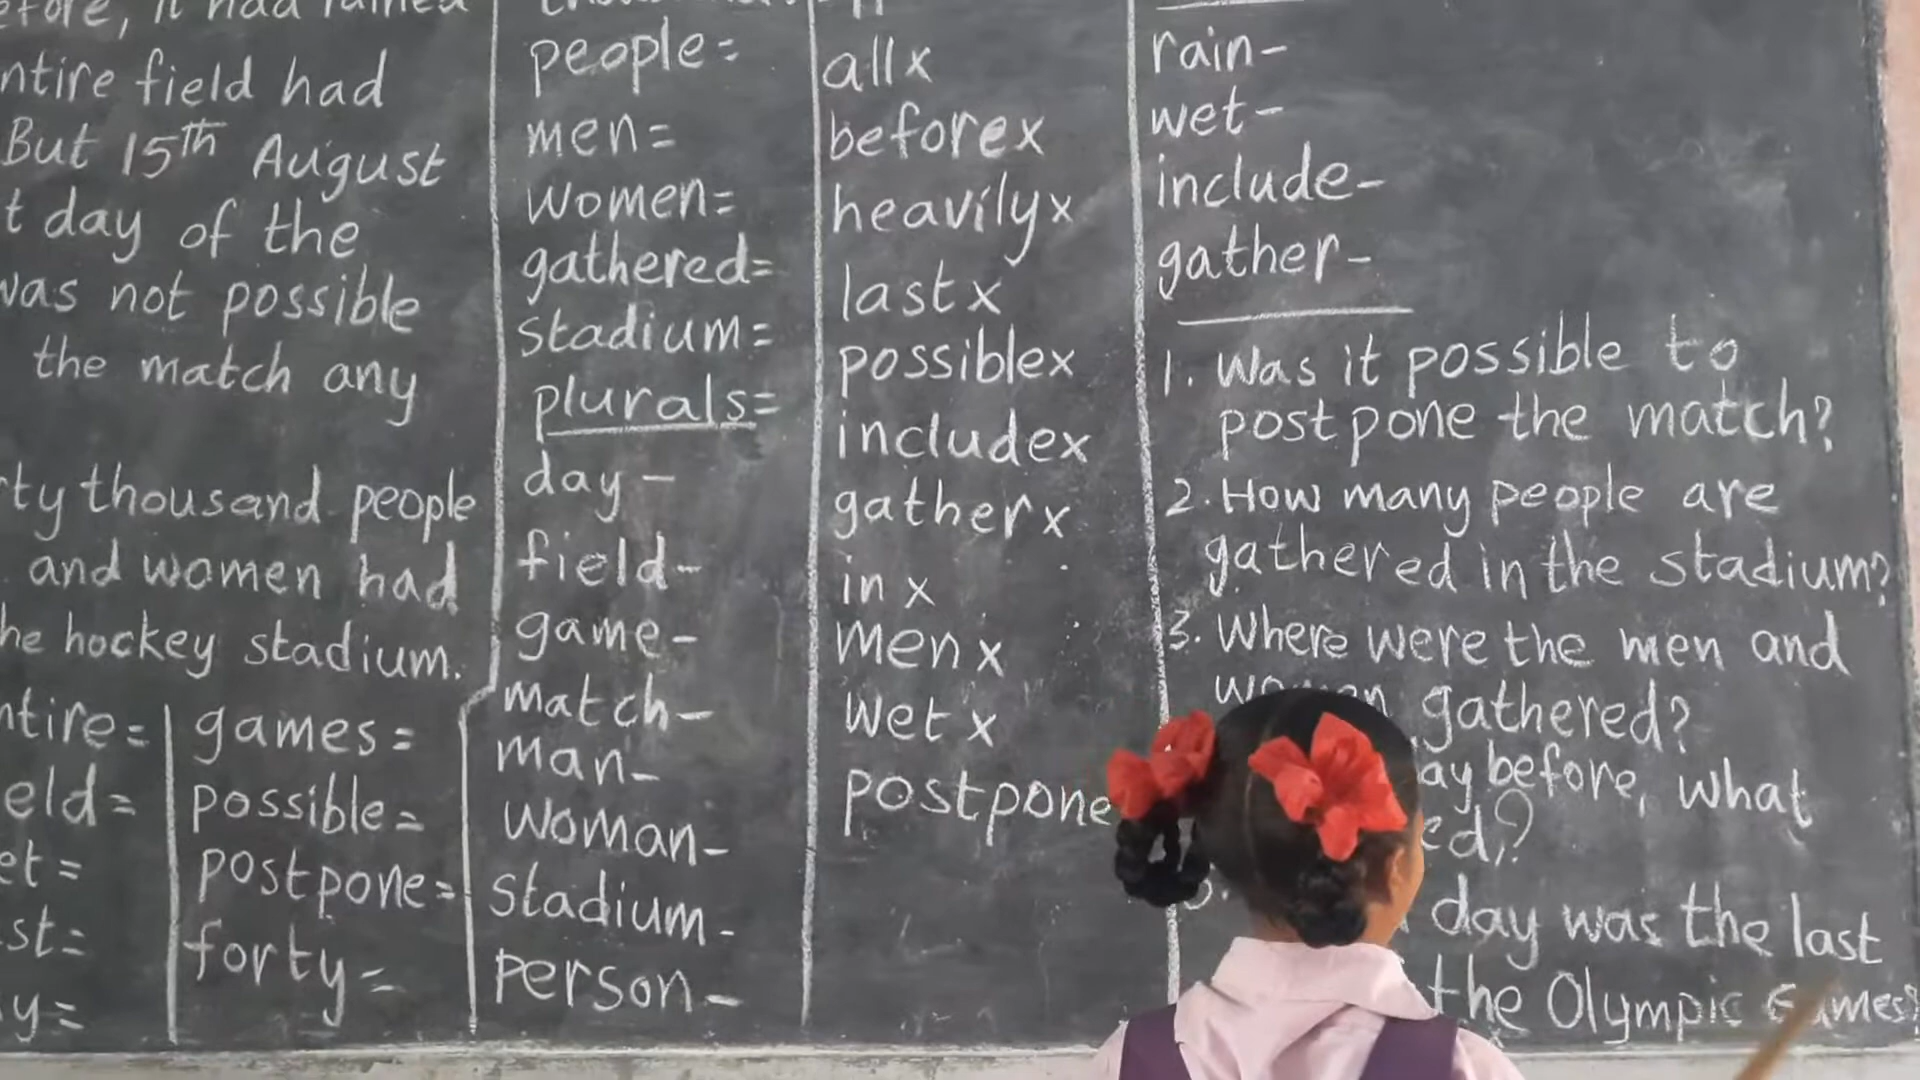 it had rained
ntire field had
But 15th August
t day of the
was not possible
the match any
rty thousand people
and women had
he hockey stadium.
ntire=
eld=
et=
st=
y=
games=
possible=
postpone=
forty=
people=
men=
women=
gathered=
stadium=
plurals=
day-
field-
game-
match-
man-
woman-
stadium-
person-
all x
before x
heavily x
last x
possible x
include x
gather x
in x
men x
wet x
postpone
rain-
wet-
include-
gather-
1. Was it possible to
postpone the match?
2. How many people are
gathered in the stadium?
3. Where were the men and
women gathered?
ay before, what
ed,?
day was the last
the Olympic Games?